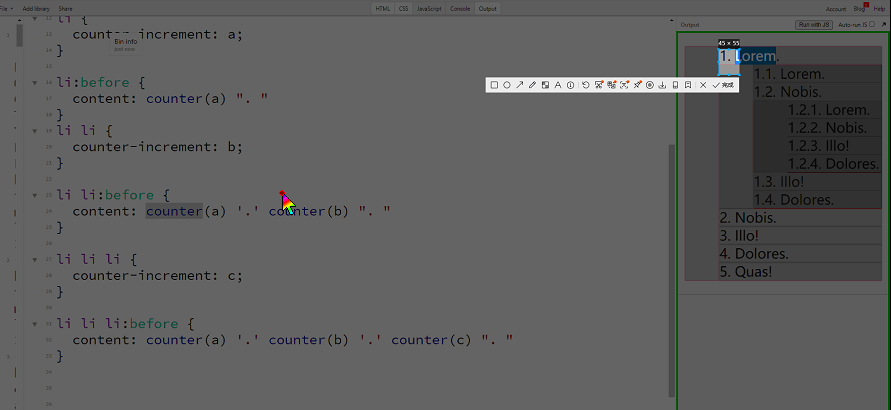 File Add library Share HTML CSS JavaScript Console Output Account Blog Help
Output Run with JS Auto-run JS
Bin info
just now
li {
counter-increment: a;
}
li:before {
content: counter(a) ". "
}
li li {
counter-increment: b;
}
li li:before {
content: counter(a) '.' counter(b) ". "
}
li li li {
counter-increment: c;
}
li li li:before {
content: counter(a) '.' counter(b) '.' counter(c) ". "
}
45 × 55
1. Lorem.
完成
1.1. Lorem.
1.2. Nobis.
1.2.1. Lorem.
1.2.2. Nobis.
1.2.3. Illo!
1.2.4. Dolores.
1.3. Illo!
1.4. Dolores.
2. Nobis.
3. Illo!
4. Dolores.
5. Quas!